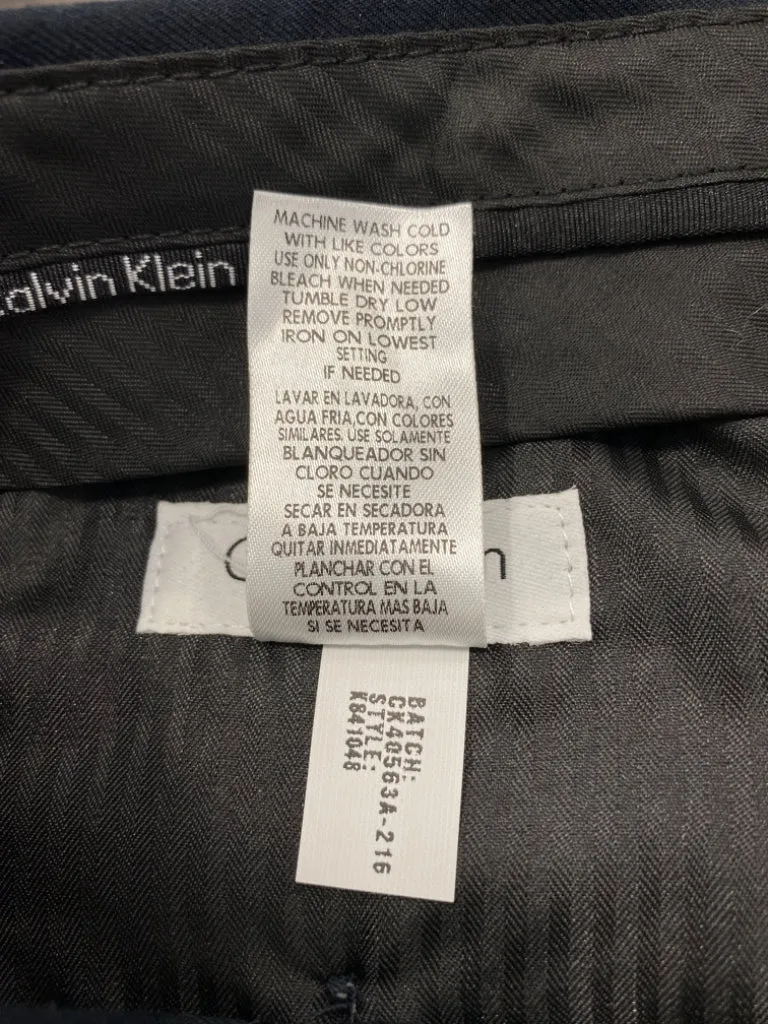 MACHINE WASH COLD
WITH LIKE COLORS
USE ONLY NON-CHLORINE
BLEACH WHEN NEEDED
TUMBLE DRY LOW
REMOVE PROMPTLY
IRON ON LOWEST
SETTING
IF NEEDED
Calvin Klein
LAVAR EN LAVADORA, CON
AGUA FRIA,CON COLORES
SIMILARES. USE SOLAMENTE
BLANQUEADOR SIN
CLORO CUANDO
SE NECESITE
SECAR EN SECADORA
A BAJA TEMPERATURA
QUITAR INMEDIATAMENTE
PLANCHAR CON EL
CONTROL EN LA
TEMPERATURA MAS BAJA
SI SE NECESITA
BATCH:
CK40563A-216
STYLE:
K841048